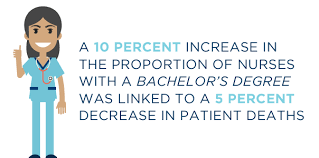 A 10 PERCENT INCREASE IN
THE PROPORTION OF NURSES
WITH A BACHELOR'S DEGREE
WAS LINKED TO A 5 PERCENT
DECREASE IN PATIENT DEATHS